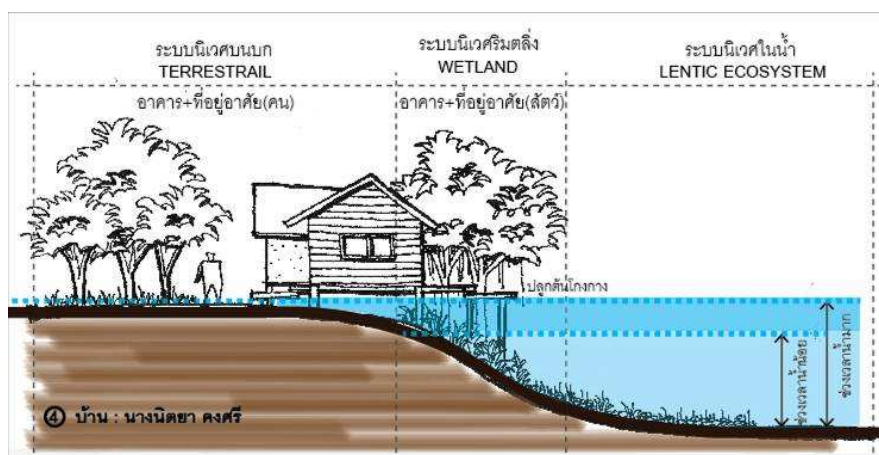 ระบบนิเวศบนบก
TERRESTRAIL
ระบบนิเวศริมตลิ่ง
WETLAND
ระบบนิเวศในน้ำ
LENTIC ECOSYSTEM
อาคาร+ที่อยู่อาศัย(คน)
อาคาร+ที่อยู่อาศัย(สัตว์)
ปลูกต้นโกงกาง
ช่วงเวลาน้ำน้อย
ช่วงเวลาน้ำมาก
4 บ้าน : นางนิตยา คงศรี